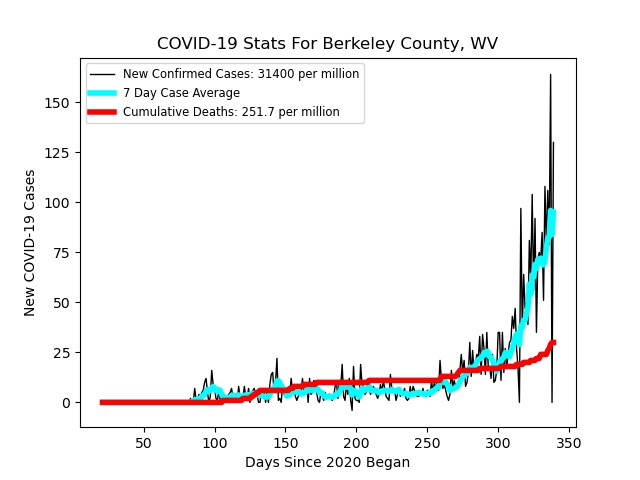 COVID-19 Stats For Berkeley County, WV
New Confirmed Cases: 31400 per million
7 Day Case Average
Cumulative Deaths: 251.7 per million
New COVID-19 Cases
150
125
100
75
50
25
0
50
100
150
200
250
300
350
Days Since 2020 Began